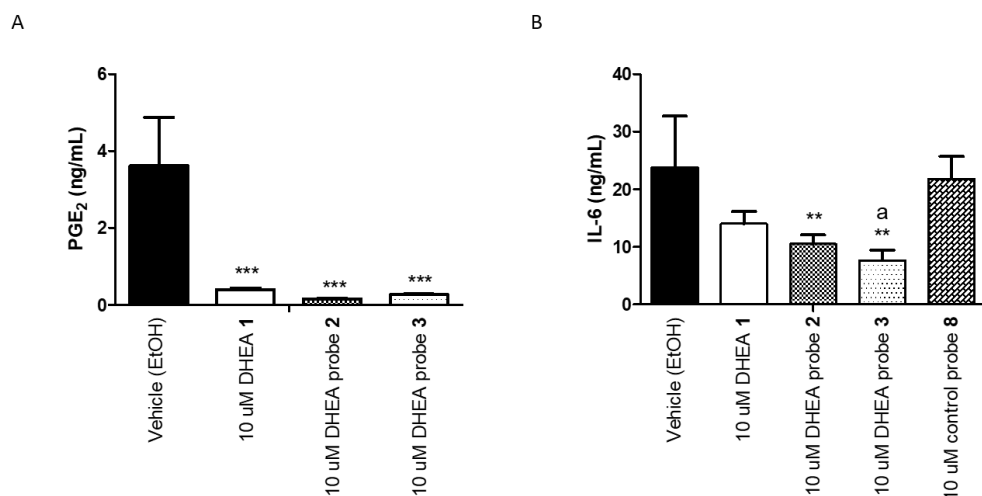 A
PGE2 (ng/mL)
6
4
2
0
***
***
***
Vehicle (EtOH)
10 uM DHEA 1
10 uM DHEA probe 2
10 uM DHEA probe 3
B
IL-6 (ng/mL)
40
30
20
10
0
**
a
**
Vehicle (EtOH)
10 uM DHEA 1
10 uM DHEA probe 2
10 uM DHEA probe 3
10 uM control probe 8